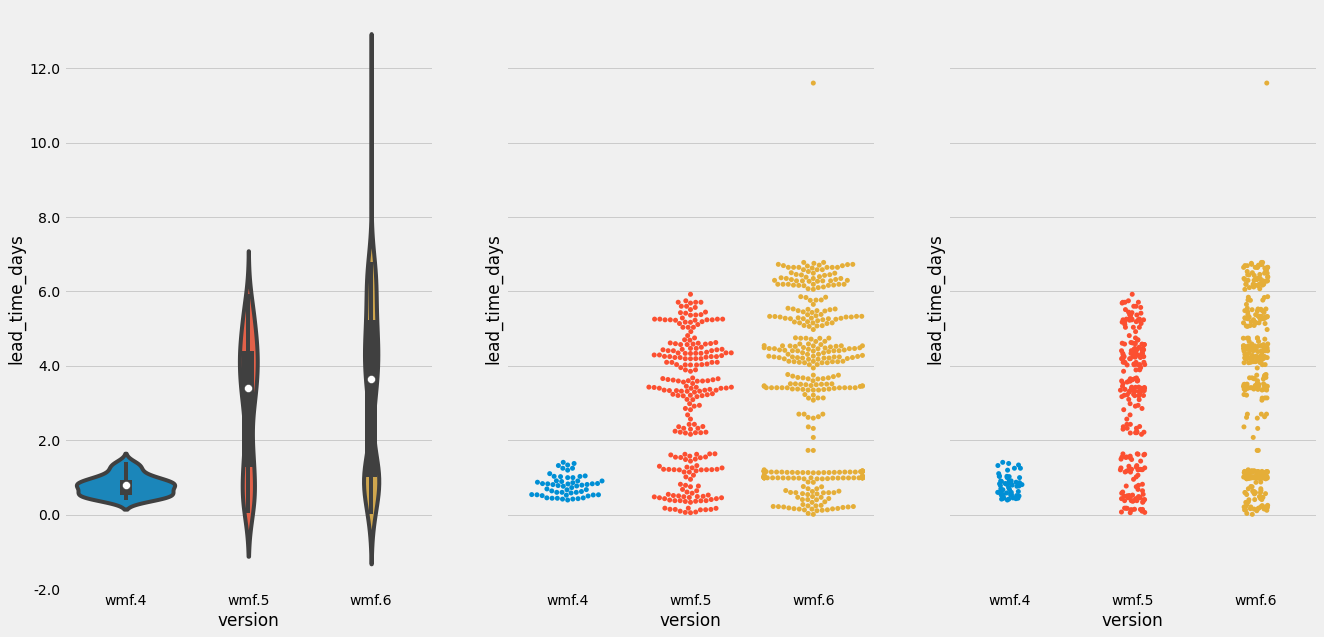 12.0
10.0
8.0
6.0
4.0
2.0
0.0
-2.0
lead_time_days
wmf.4 wmf.5 wmf.6
version
lead_time_days
wmf.4 wmf.5 wmf.6
version
lead_time_days
wmf.4 wmf.5 wmf.6
version